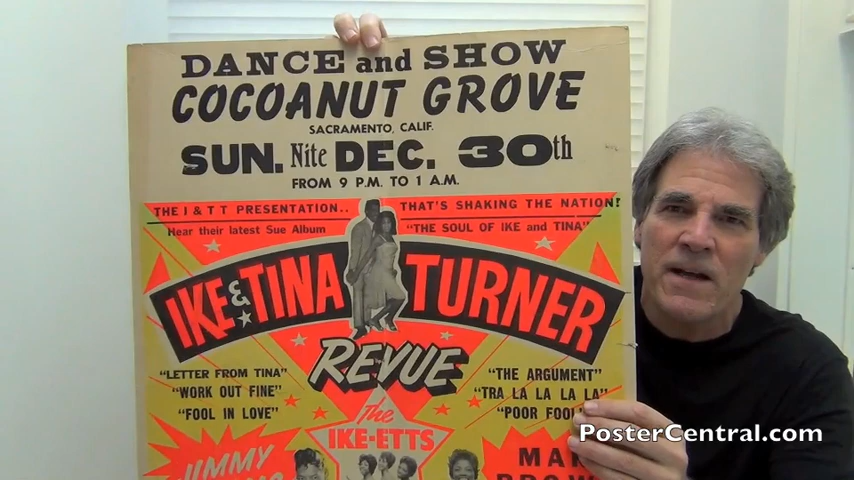 DANCE and SHOW
COCOANUT GROVE
SACRAMENTO, CALIF.
SUN. Nite DEC. 30th
FROM 9 P.M. TO 1 A.M.
THE I & T T PRESENTATION.. THAT'S SHAKING THE NATION!
Hear their latest Sue Album "THE SOUL OF IKE and TINA"
IKE & TINA TURNER
REVUE
"LETTER FROM TINA"
"WORK OUT FINE"
"FOOL IN LOVE"
"THE ARGUMENT"
"TRA LA LA LA LA"
"POOR FOOL"
The
IKE-ETTS
JIMMY
PosterCentral.com